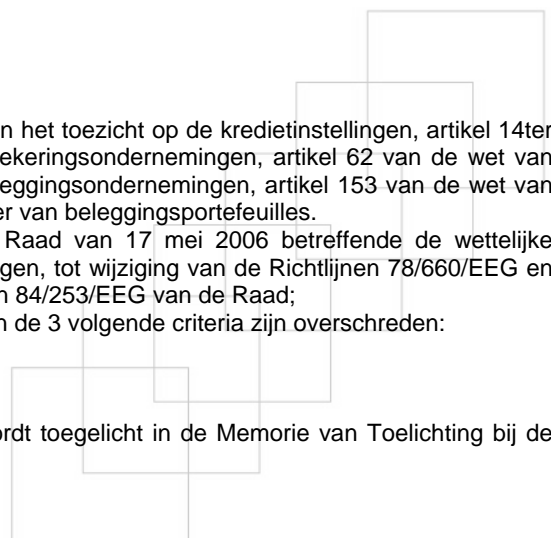 n het toezicht op de kredietinstellingen, artikel 14ter
ekeringsondernemingen, artikel 62 van de wet van
leggingsondernemingen, artikel 153 van de wet van
er van beleggingsportefeuilles.
Raad van 17 mei 2006 betreffende de wettelijke
gen, tot wijziging van de Richtlijnen 78/660/EEG en
n 84/253/EEG van de Raad;
n de 3 volgende criteria zijn overschreden:
rdt toegelicht in de Memorie van Toelichting bij de